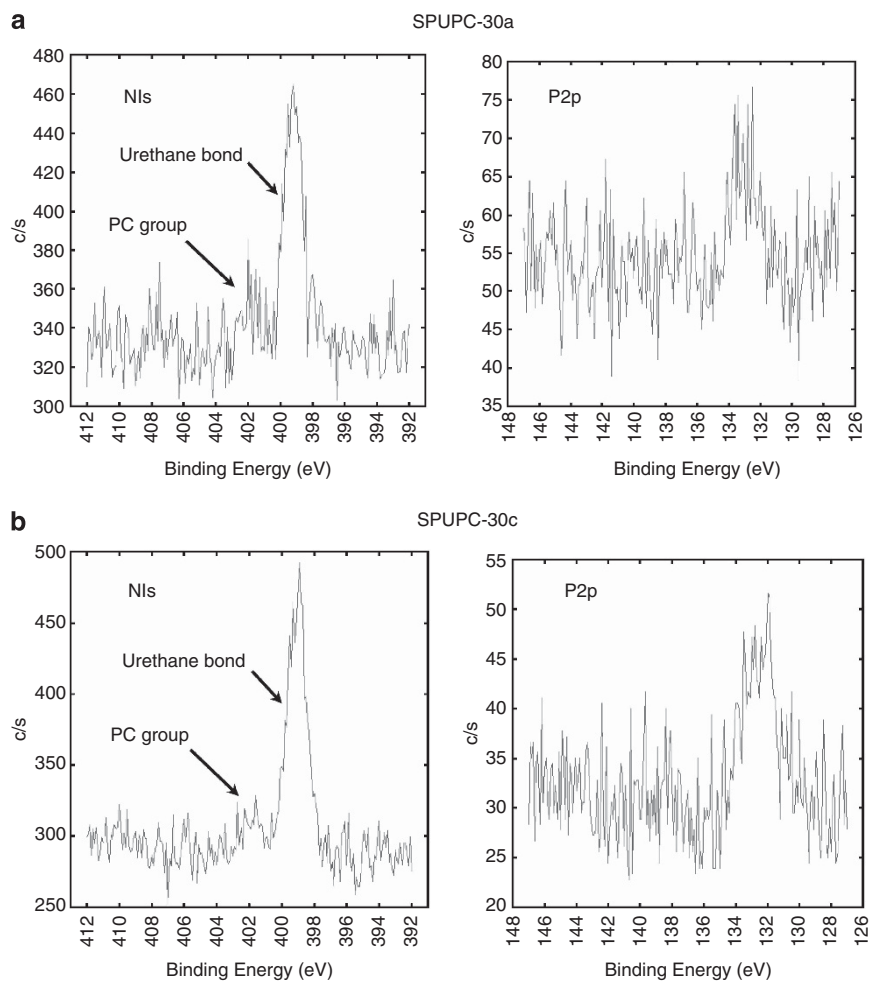 a
SPUPC-30a
480
460
440
420
400
380
360
340
320
300
c/s
NIs
Urethane bond
PC group
412 410 408 406 404 402 400 398 396 394 392
Binding Energy (eV)
80
75
70
65
60
55
50
45
40
35
c/s
P2p
148 146 144 142 140 138 136 134 132 130 128 126
Binding Energy (eV)
b
SPUPC-30c
500
450
400
350
300
250
c/s
NIs
Urethane bond
PC group
412 410 408 406 404 402 400 398 396 394 392
Binding Energy (eV)
55
50
45
40
35
30
25
20
c/s
P2p
148 146 144 142 140 138 136 134 132 130 128 126
Binding Energy (eV)